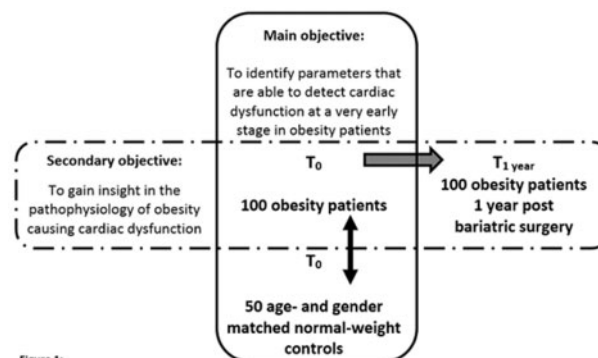 Main objective:
To identify parameters that
are able to detect cardiac
dysfunction at a very early
stage in obesity patients
Secondary objective:
To gain insight in the
pathophysiology of obesity
causing cardiac dysfunction
T0
100 obesity patients
T1 year
100 obesity patients
1 year post
bariatric surgery
T0
50 age- and gender
matched normal-weight
controls